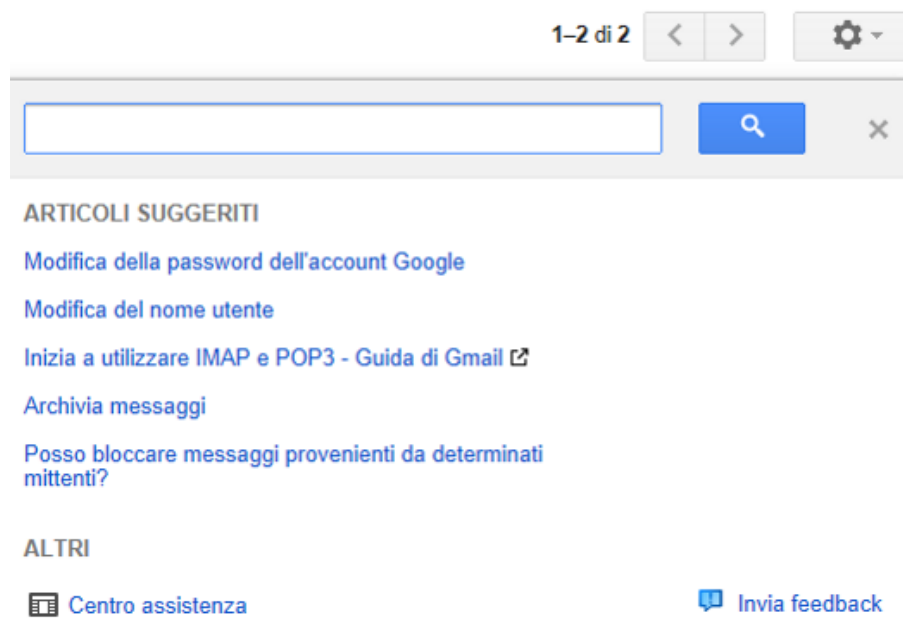 1–2 di 2
ARTICOLI SUGGERITI
Modifica della password dell'account Google
Modifica del nome utente
Inizia a utilizzare IMAP e POP3 - Guida di Gmail
Archivia messaggi
Posso bloccare messaggi provenienti da determinati
mittenti?
ALTRI
Centro assistenza
Invia feedback